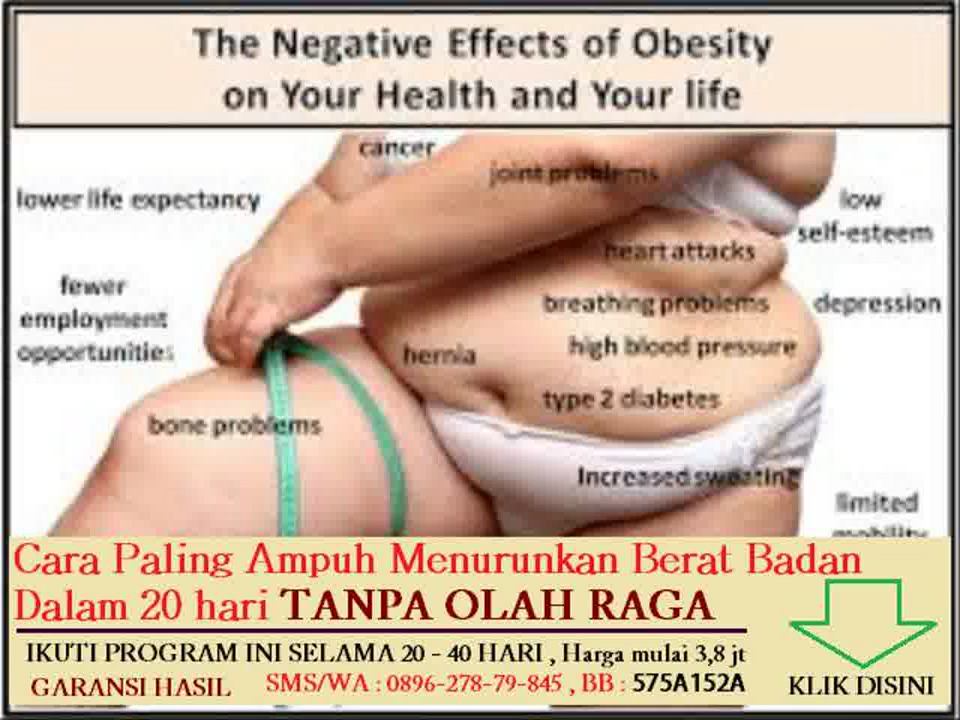 The Negative Effects of Obesity
on Your Health and Your life
cancer
joint problems
lower life expectancy
low
self-esteem
heart attacks
fewer
employment
opportunities
breathing problems
depression
hernia
high blood pressure
type 2 diabetes
bone problems
Increased sweating
limited
mobility
Cara Paling Ampuh Menurunkan Berat Badan
Dalam 20 hari TANPA OLAH RAGA
IKUTI PROGRAM INI SELAMA 20 - 40 HARI , Harga mulai 3,8 jt
GARANSI HASIL SMS/WA : 0896-278-79-845 , BB : 575A152A
KLIK DISINI